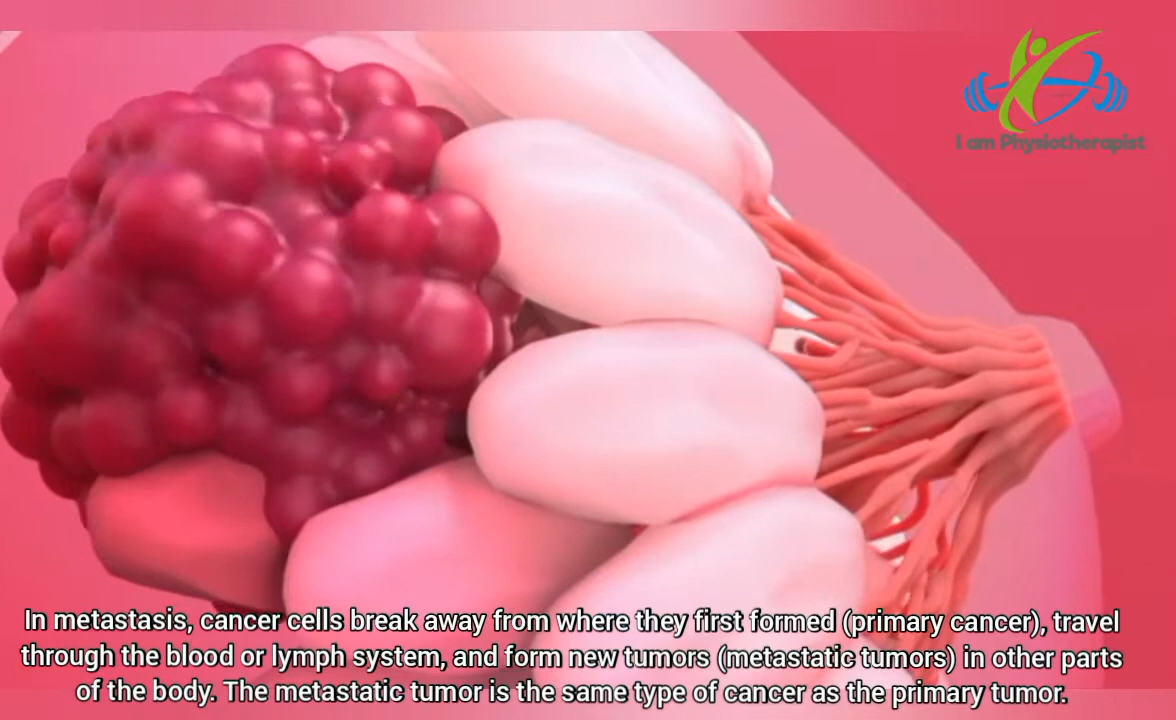 I am Physiotherapist
In metastasis, cancer cells break away from where they first formed (primary cancer), travel
through the blood or lymph system, and form new tumors (metastatic tumors) in other parts
of the body. The metastatic tumor is the same type of cancer as the primary tumor.